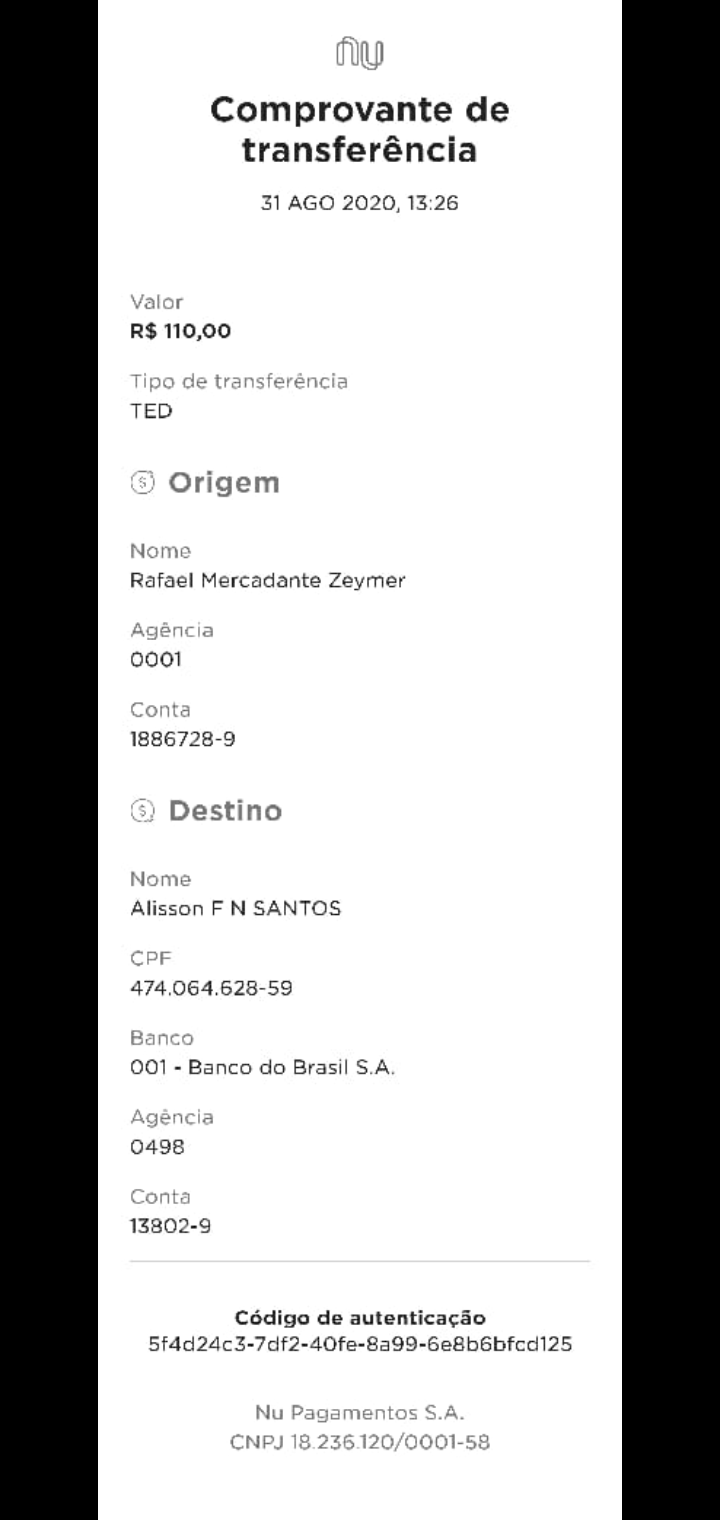 nu
Comprovante de
transferência
31 AGO 2020, 13:26
Valor
R$ 110,00
Tipo de transferência
TED
Origem
Nome
Rafael Mercadante Zeymer
Agência
0001
Conta
1886728-9
Destino
Nome
Alisson F N SANTOS
CPF
474.064.628-59
Banco
001 - Banco do Brasil S.A.
Agência
0498
Conta
13802-9
Código de autenticação
5f4d24c3-7df2-40fe-8a99-6e8b6bfcd125
Nu Pagamentos S.A.
CNPJ 18.236.120/0001-58